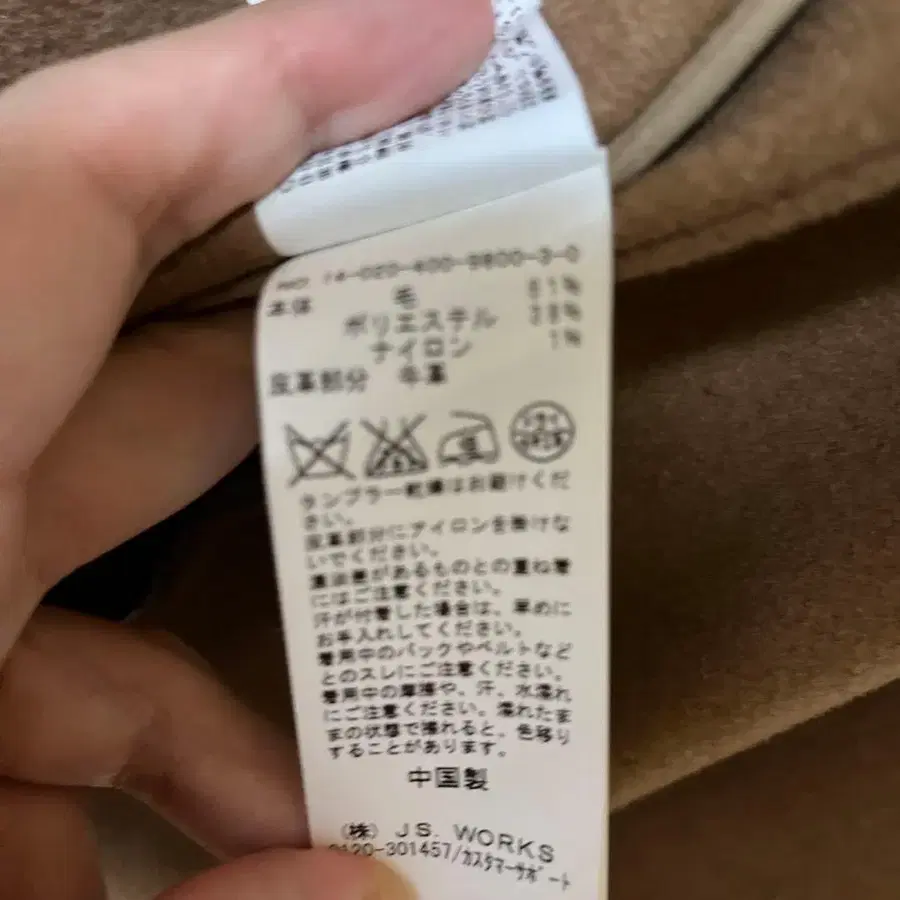 NO. 14-020-400-9800-3-0
本体 毛 61%
ポリエステル 38%
ナイロン 1%
皮革部分 牛革
タンブラー乾燥はお避けくだ
さい。
皮革部分にアイロンを掛けな
いでください。
濃淡差があるものとの重ね着
にはご注意ください。
汗が付着した場合は、早めに
お手入れしてください。
着用中のバックやベルトなど
とのスレにご注意ください。
着用中の摩擦や、汗、水濡れ
にご注意ください。濡れたま
まの状態で擦れると、色移り
することがあります。
中国製
(株) J.S. WORKS
0120-301457/カスタマーサポート